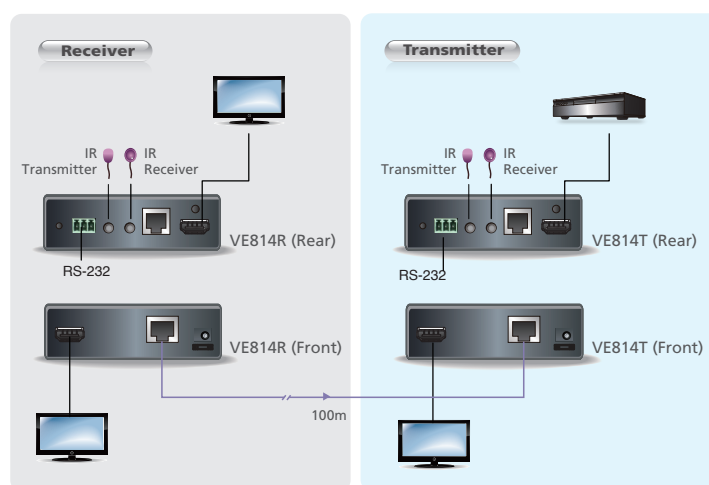 Receiver
Transmitter
IR Transmitter
IR Receiver
IR Transmitter
IR Receiver
VE814R (Rear)
VE814T (Rear)
RS-232
RS-232
VE814R (Front)
VE814T (Front)
100m